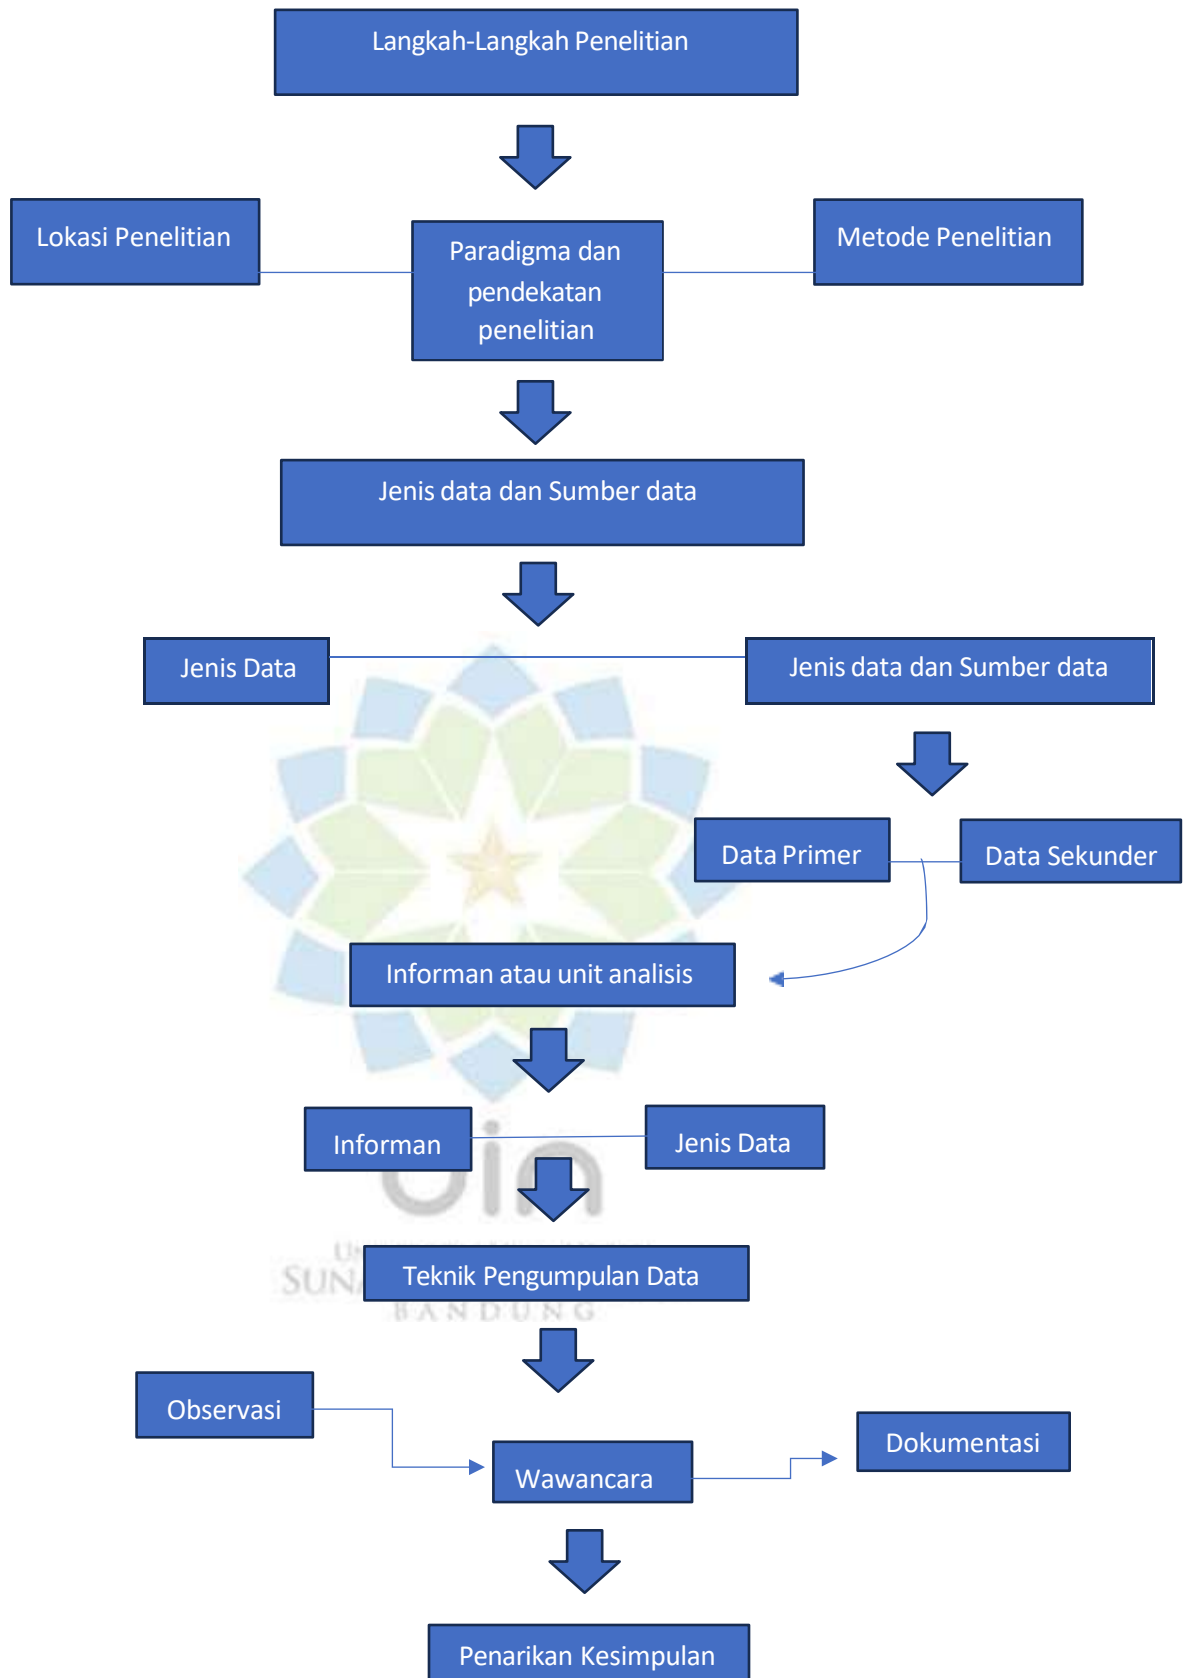 Langkah-Langkah Penelitian
Lokasi Penelitian
Paradigma dan
pendekatan
penelitian
Metode Penelitian
Jenis data dan Sumber data
Jenis Data
Jenis data dan Sumber data
Data Primer
Data Sekunder
Informan atau unit analisis
Informan
Jenis Data
uin
Teknik Pengumpulan Data
SUN
BANDUNG
Observasi
Wawancara
Dokumentasi
Penarikan Kesimpulan